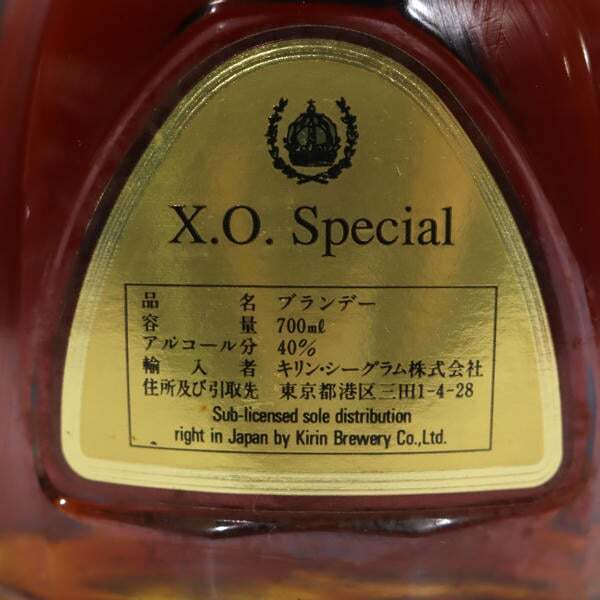 X.O. Special
品名 ブランデー
容量 700mℓ
アルコール分 40%
輸入者 キリン・シーグラム株式会社
住所及び引取先 東京都港区三田1-4-28
Sub-licensed sole distribution
right in Japan by Kirin Brewery Co.,Ltd.